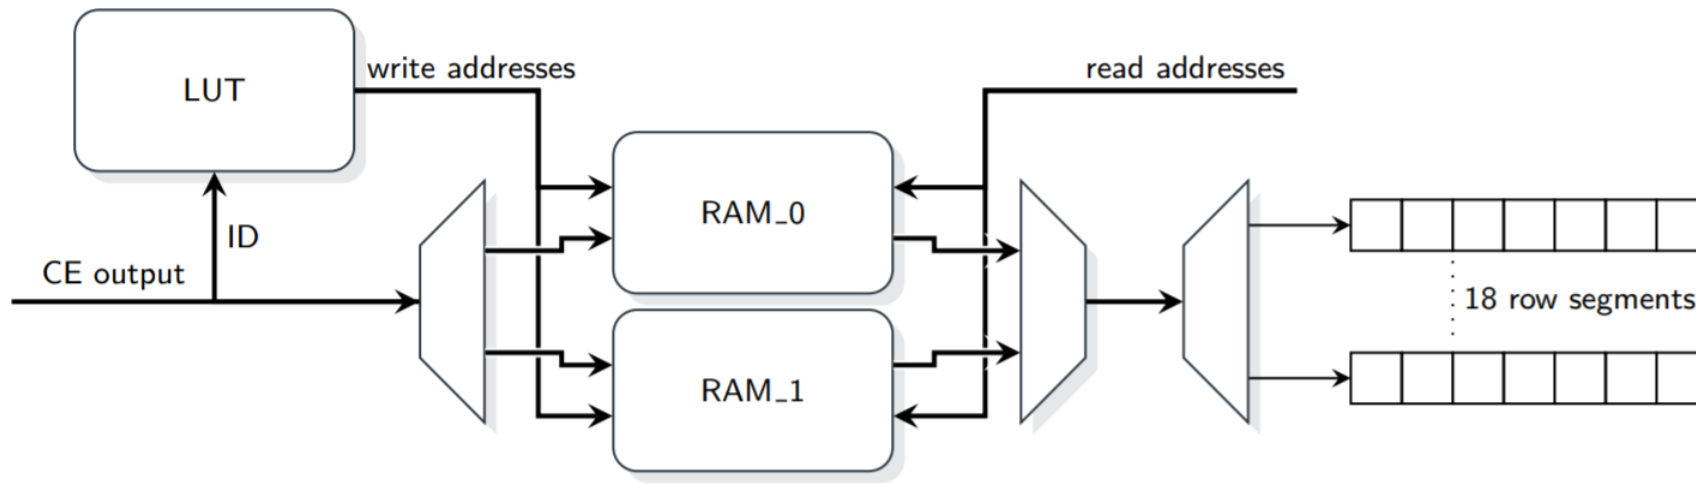 LUT
write addresses
read addresses
RAM_0
ID
CE output
18 row segments
RAM_1